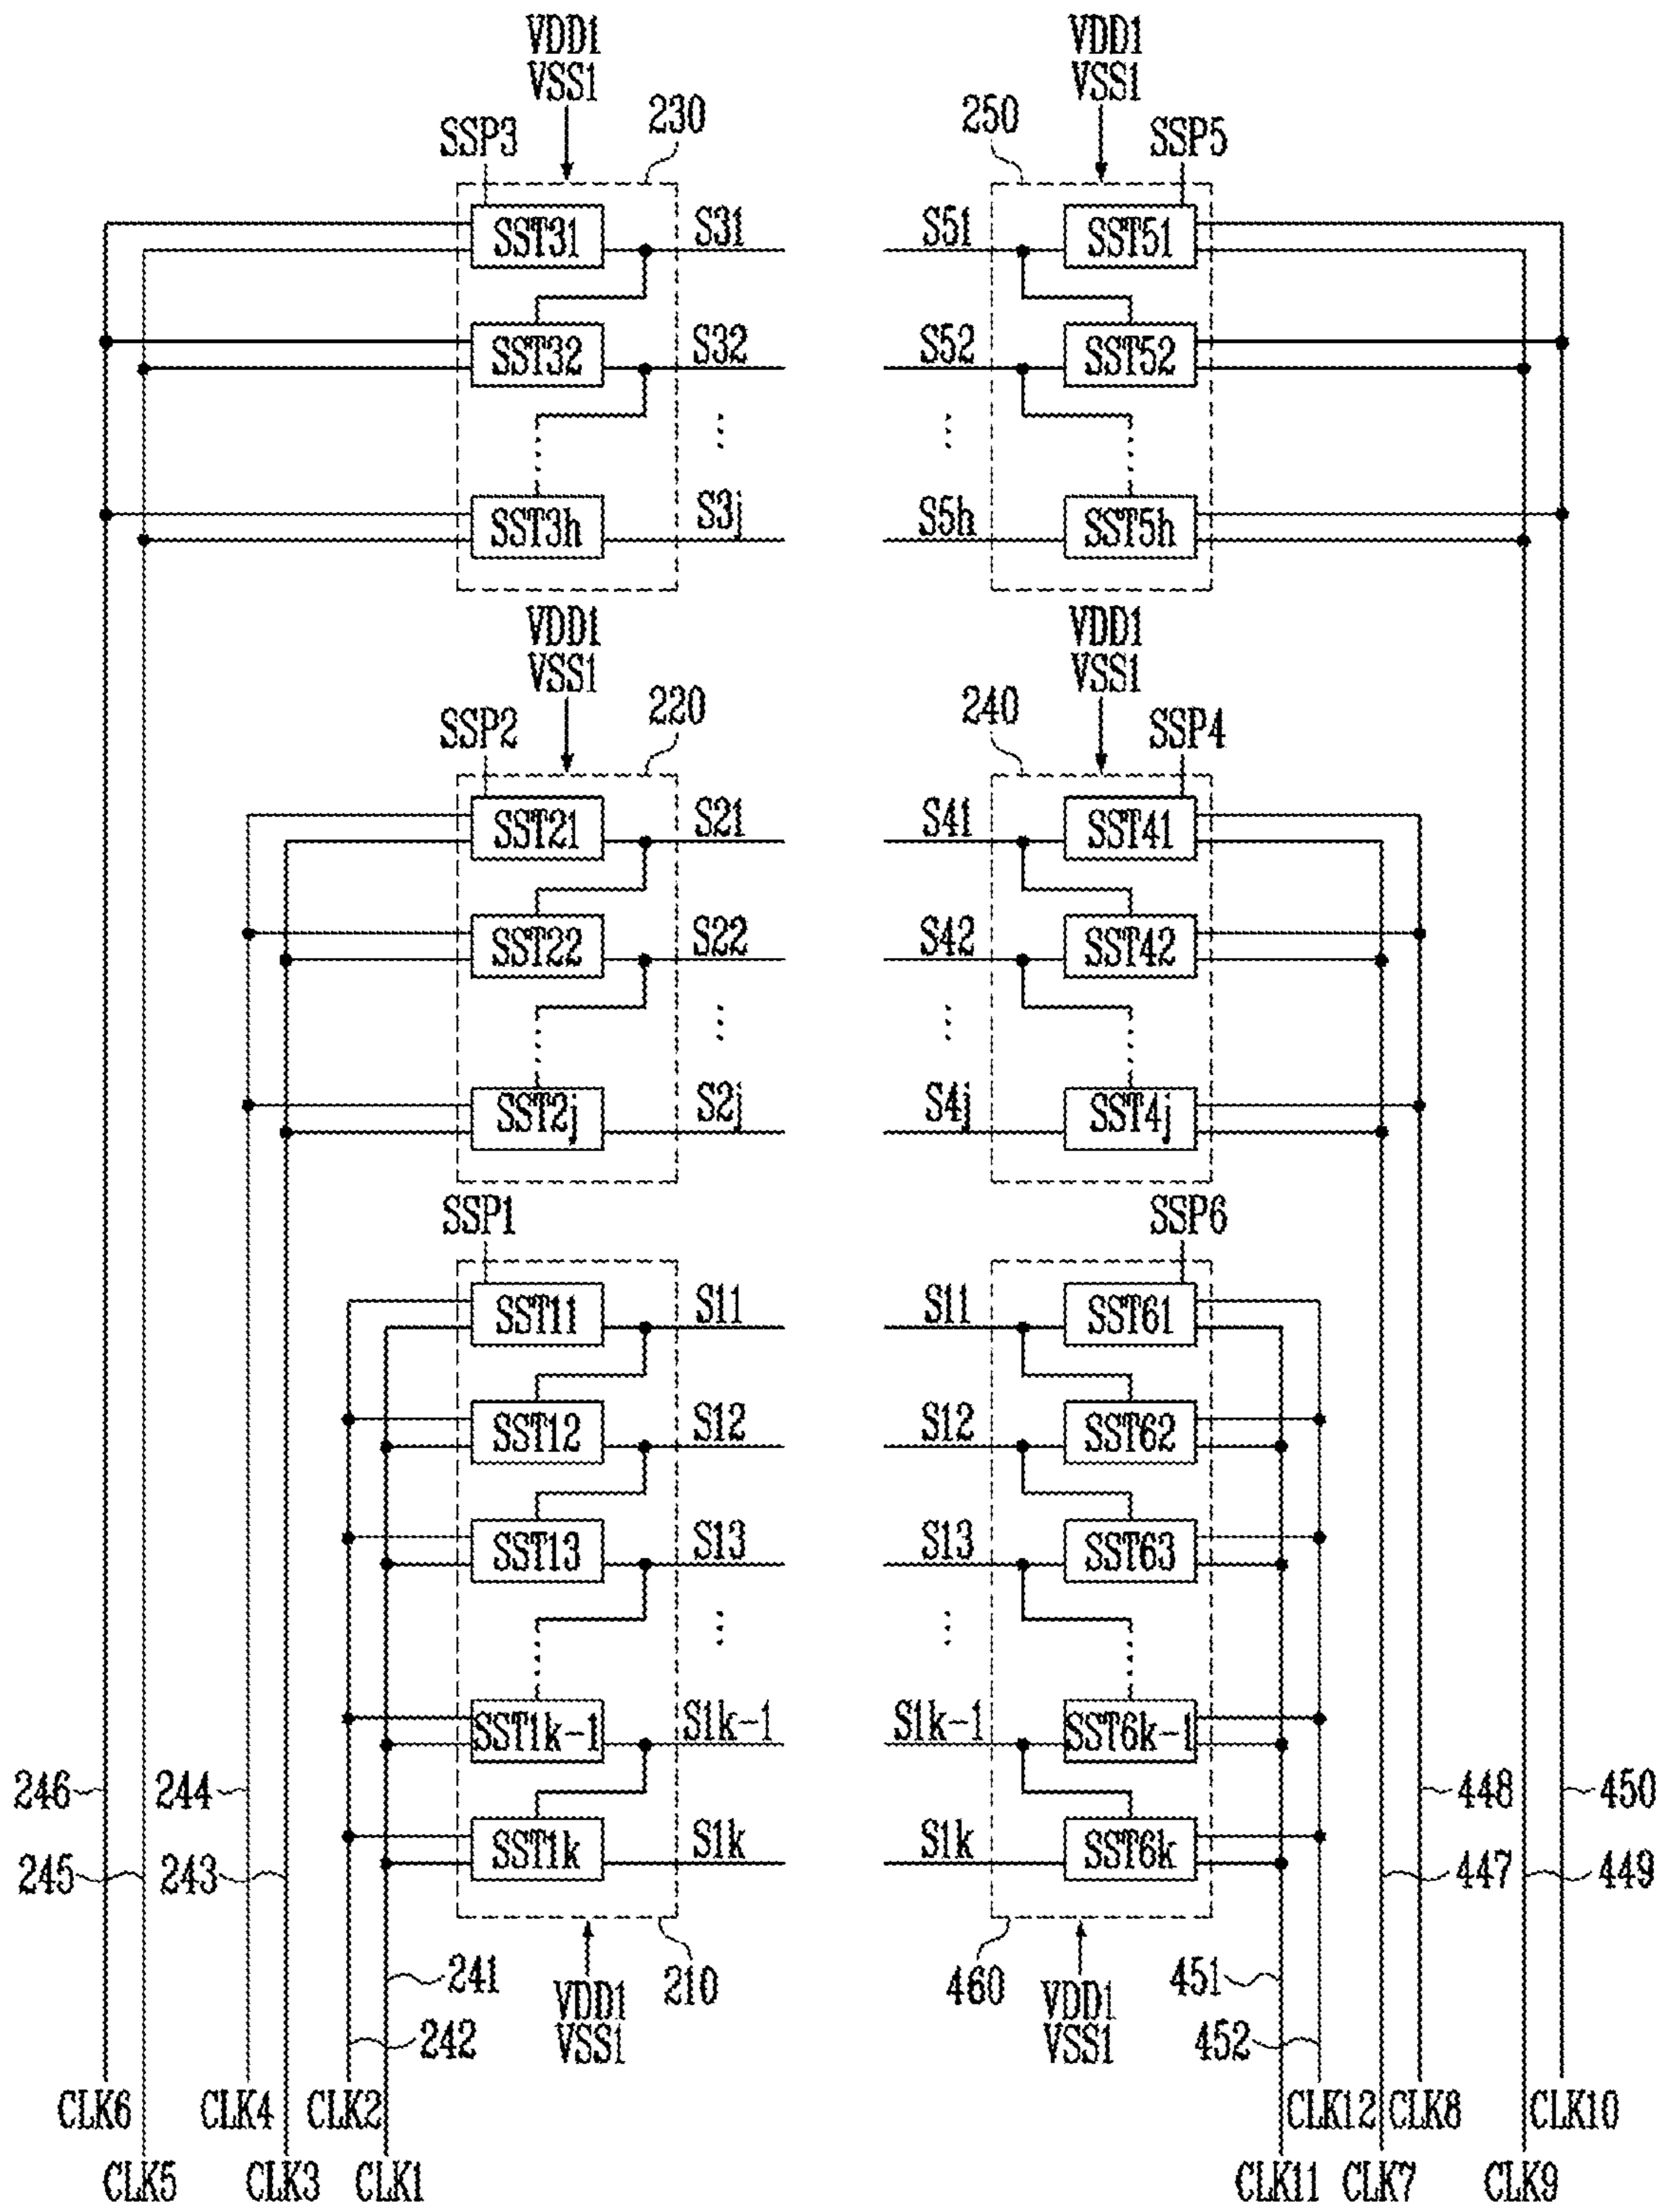 VDD1
VSS1
VDD1
VSS1
230
250
SSP3
SSP5
SST31
S31
S51
SST51
SST32
S32
S52
SST52
SST3h
S3j
S5h
SST5h
VDD1
VSS1
VDD1
VSS1
220
240
SSP2
SSP4
SST21
S21
S41
SST41
SST22
S22
S42
SST42
SST2j
S2j
S4j
SST4j
SSP1
SSP6
SST11
S11
S11
SST61
SST12
S12
S12
SST62
SST13
S13
S13
SST63
SST1k-1
S1k-1
S1k-1
SST6k-1
246
244
448
450
SST1k
S1k
S1k
SST6k
245
243
447
449
241
210
460
451
242
VDD1
VSS1
VDD1
VSS1
452
CLK6
CLK4
CLK2
CLK12
CLK8
CLK10
CLK5
CLK3
CLK1
CLK11
CLK7
CLK9